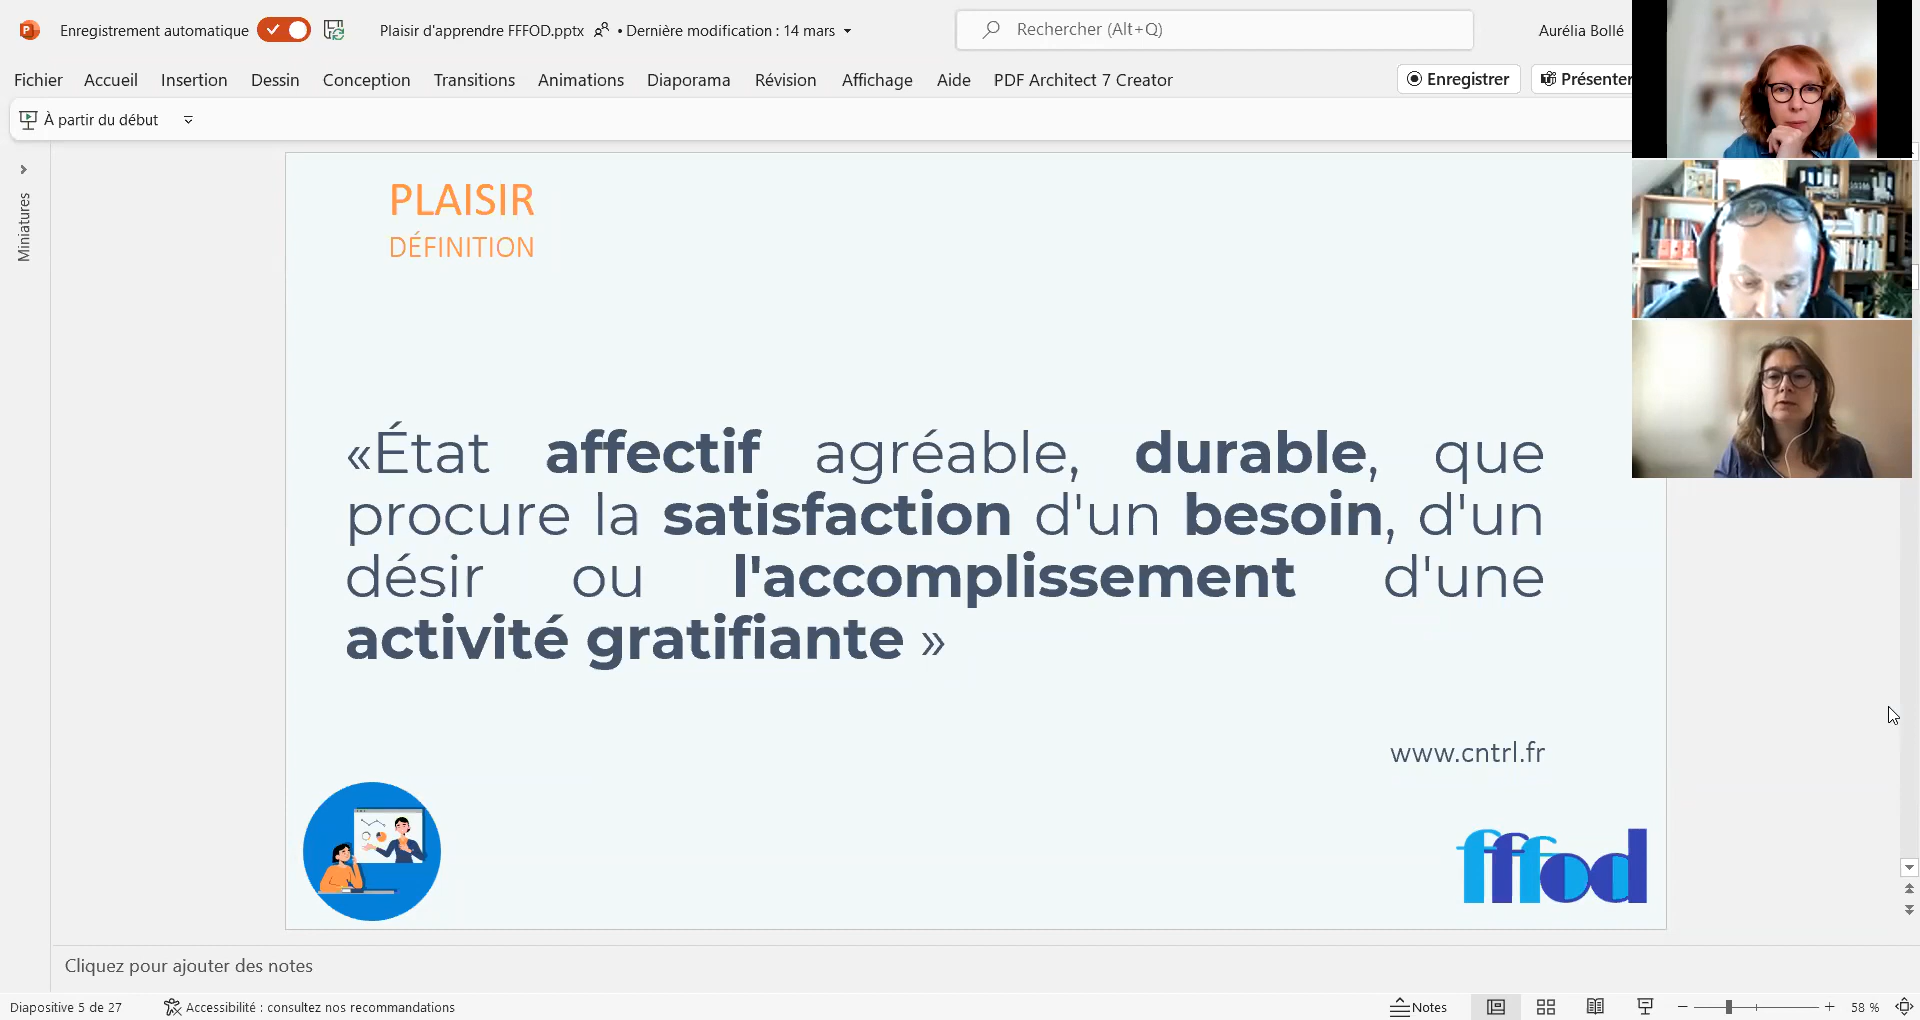 Enregistrement automatique
Plaisir d'apprendre FFFOD.pptx • Dernière modification : 14 mars
Rechercher (Alt+Q)
Aurélia Bollé
Fichier Accueil Insertion Dessin Conception Transitions Animations Diaporama Révision Affichage Aide PDF Architect 7 Creator
Enregistrer
Présenter
À partir du début
Miniatures
PLAISIR
DÉFINITION
«État affectif agréable, durable, que
procure la satisfaction d'un besoin, d'un
désir ou l'accomplissement d'une
activité gratifiante »
www.cntrl.fr
fffod
Cliquez pour ajouter des notes
Diapositive 5 de 27
Accessibilité : consultez nos recommandations
Notes
58 %